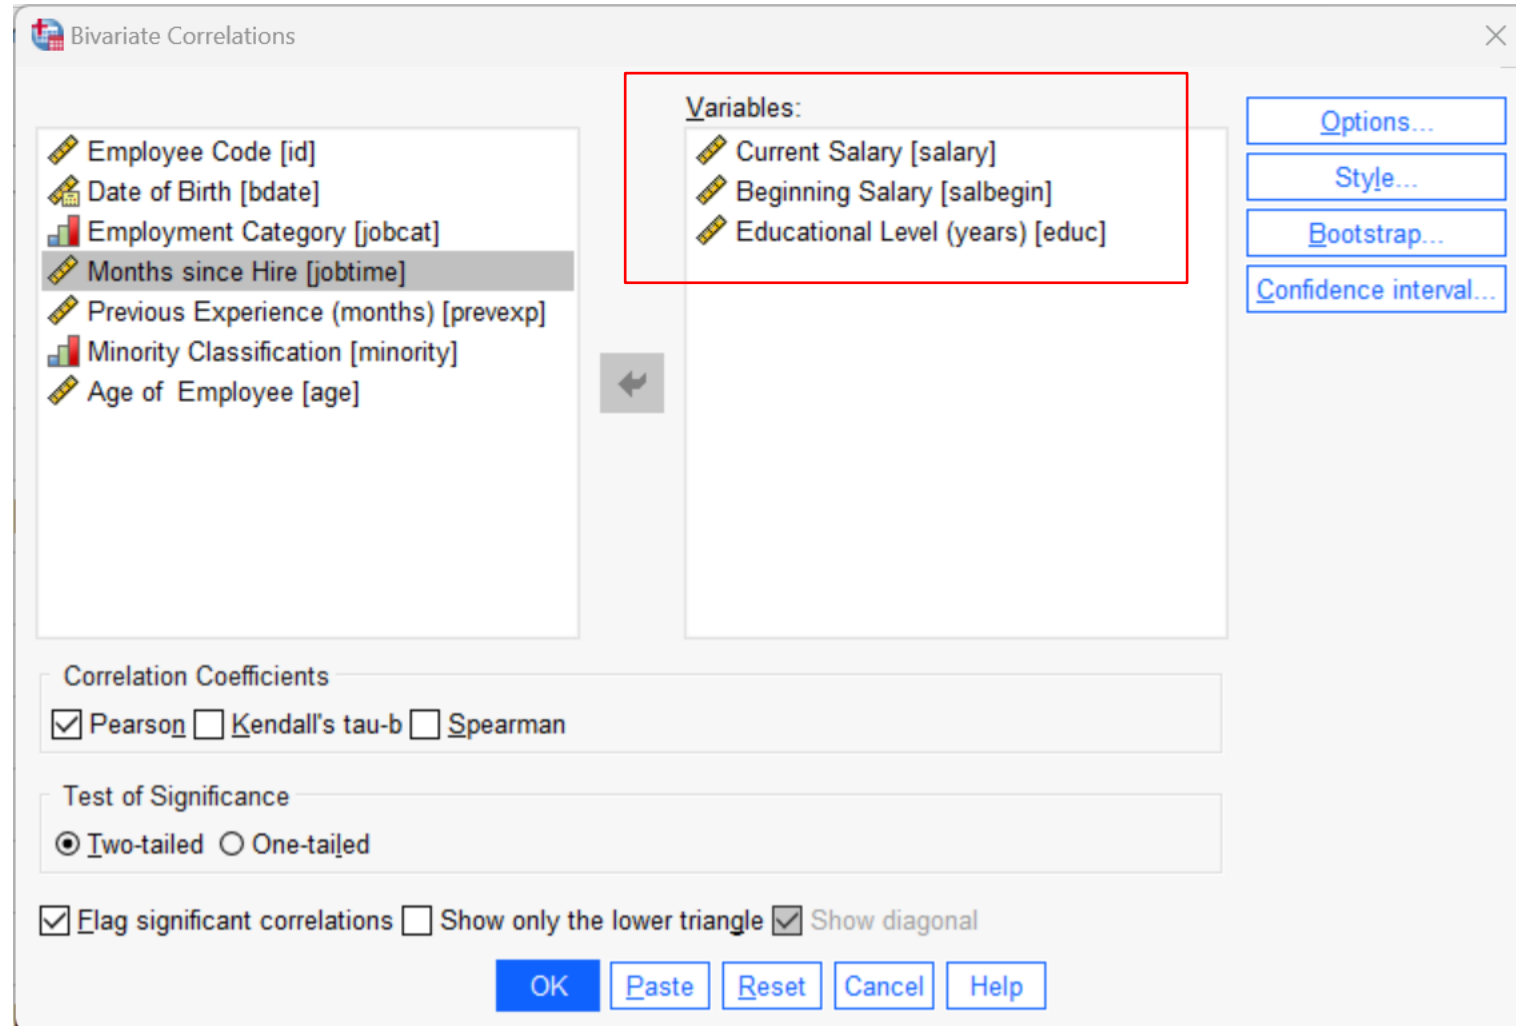 Bivariate Correlations
Employee Code [id]
Date of Birth [bdate]
Employment Category [jobcat]
Months since Hire [jobtime]
Previous Experience (months) [prevexp]
Minority Classification [minority]
Age of  Employee [age]
Variables:
Current Salary [salary]
Beginning Salary [salbegin]
Educational Level (years) [educ]
Options...
Style...
Bootstrap...
Confidence interval...
Correlation Coefficients
Pearson Kendall's tau-b Spearman
Test of Significance
Two-tailed One-tailed
Flag significant correlations Show only the lower triangle Show diagonal
OK Paste Reset Cancel Help